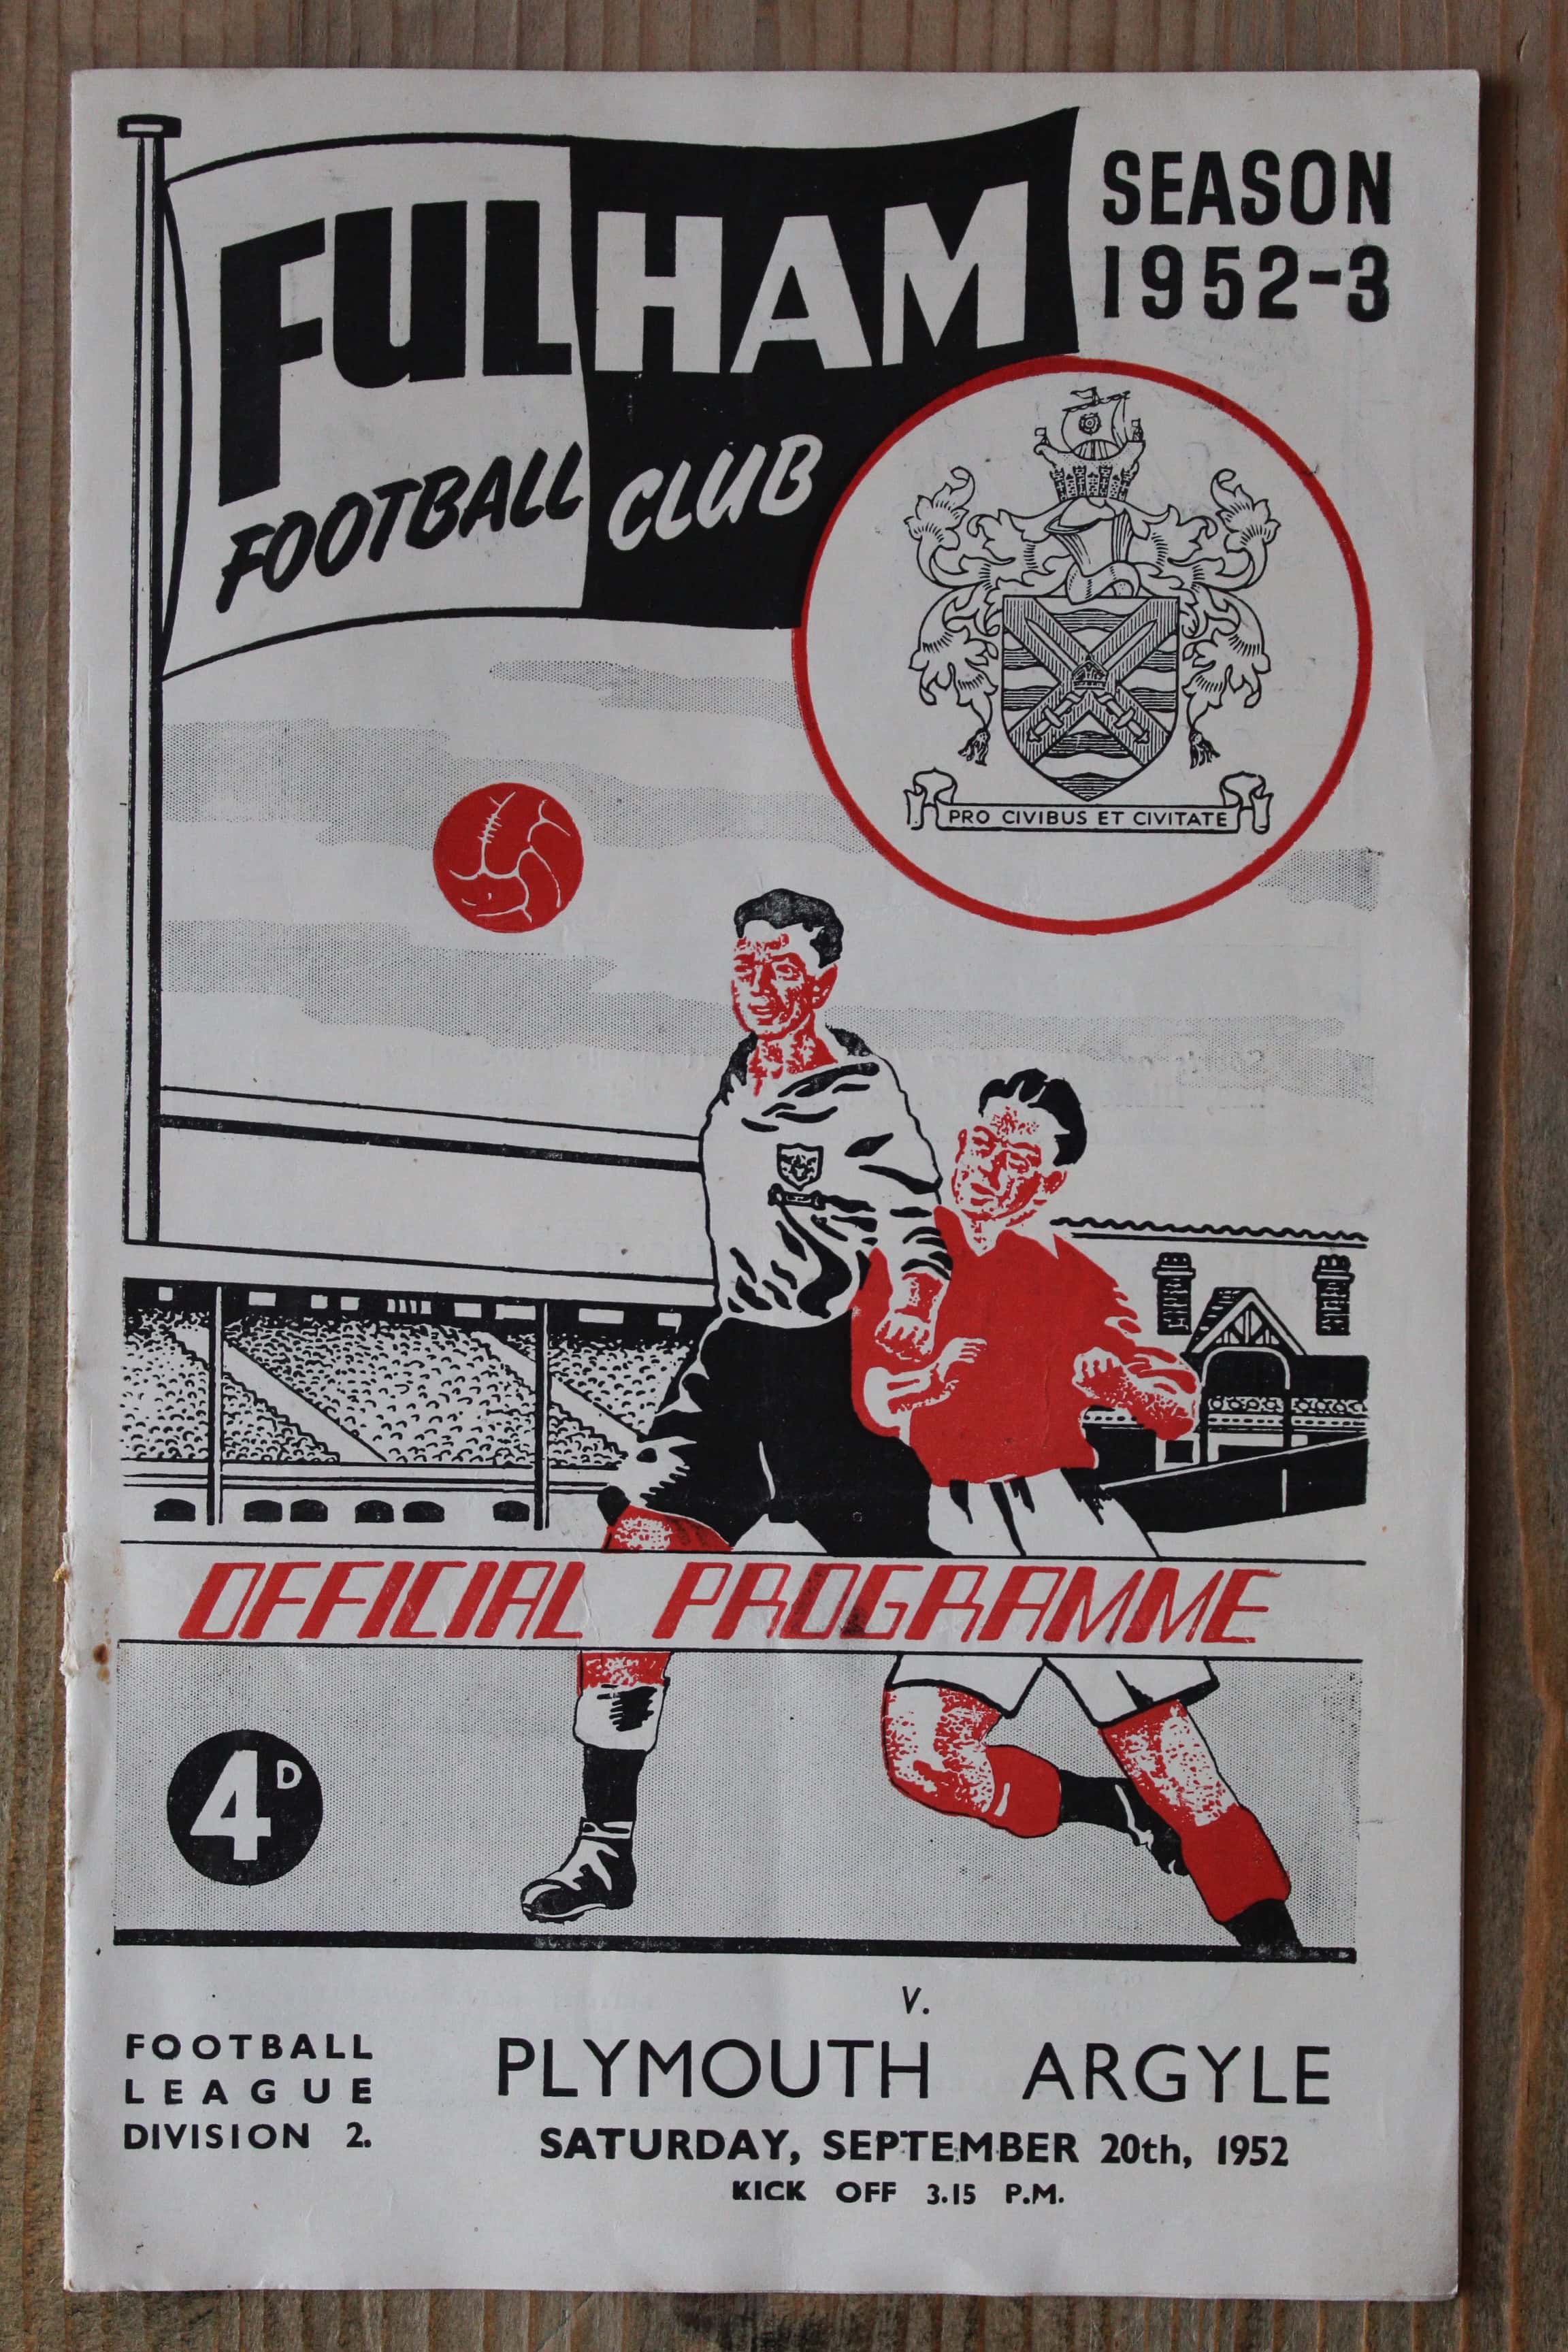 FULHAM
FOOTBALL CLUB
SEASON
1952-3
PRO CIVIBUS ET CIVITATE
OFFICIAL PROGRAMME
4D
V.
FOOTBALL
LEAGUE
DIVISION 2.
PLYMOUTH ARGYLE
SATURDAY, SEPTEMBER 20th, 1952
KICK OFF 3.15 P.M.